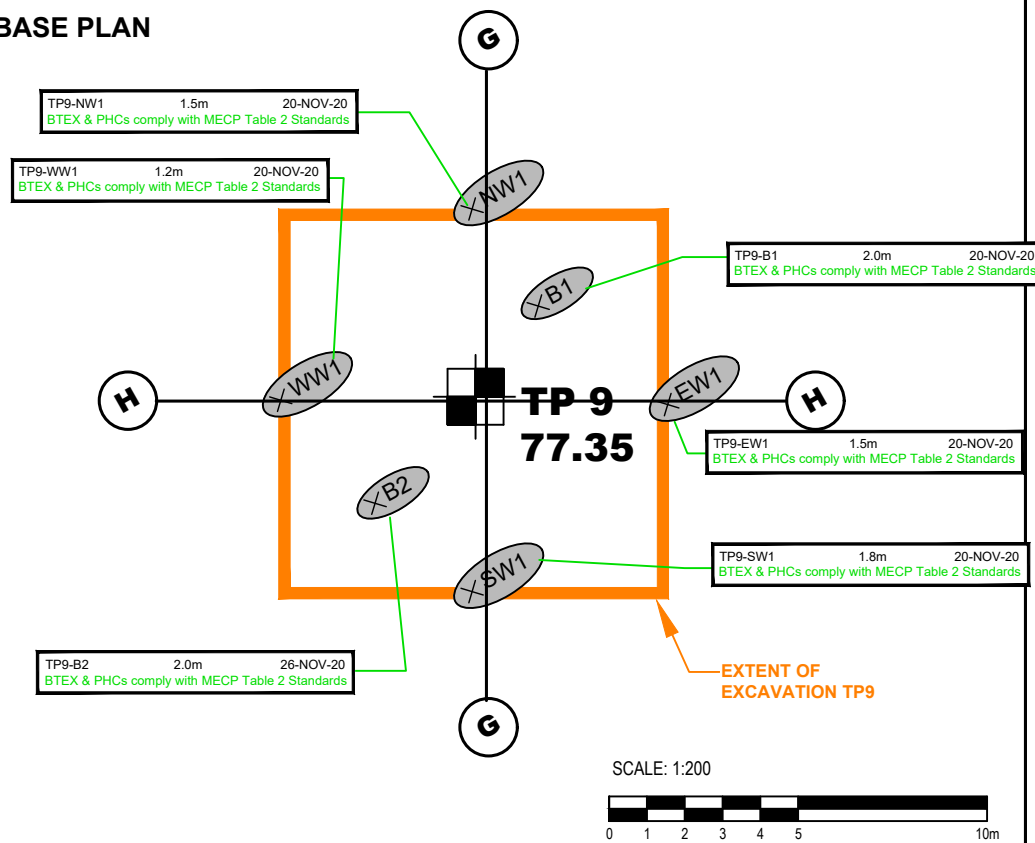 BASE PLAN
G
TP9-NW1 1.5m 20-NOV-20
BTEX & PHCs comply with MECP Table 2 Standards
TP9-WW1 1.2m 20-NOV-20
BTEX & PHCs comply with MECP Table 2 Standards
NW1
TP9-B1 2.0m 20-NOV-20
BTEX & PHCs comply with MECP Table 2 Standards
B1
WW1
EW1
H
H
TP 9
77.35
TP9-EW1 1.5m 20-NOV-20
BTEX & PHCs comply with MECP Table 2 Standards
B2
TP9-SW1 1.8m 20-NOV-20
BTEX & PHCs comply with MECP Table 2 Standards
SW1
TP9-B2 2.0m 26-NOV-20
BTEX & PHCs comply with MECP Table 2 Standards
EXTENT OF
EXCAVATION TP9
G
SCALE: 1:200
0 1 2 3 4 5 10m